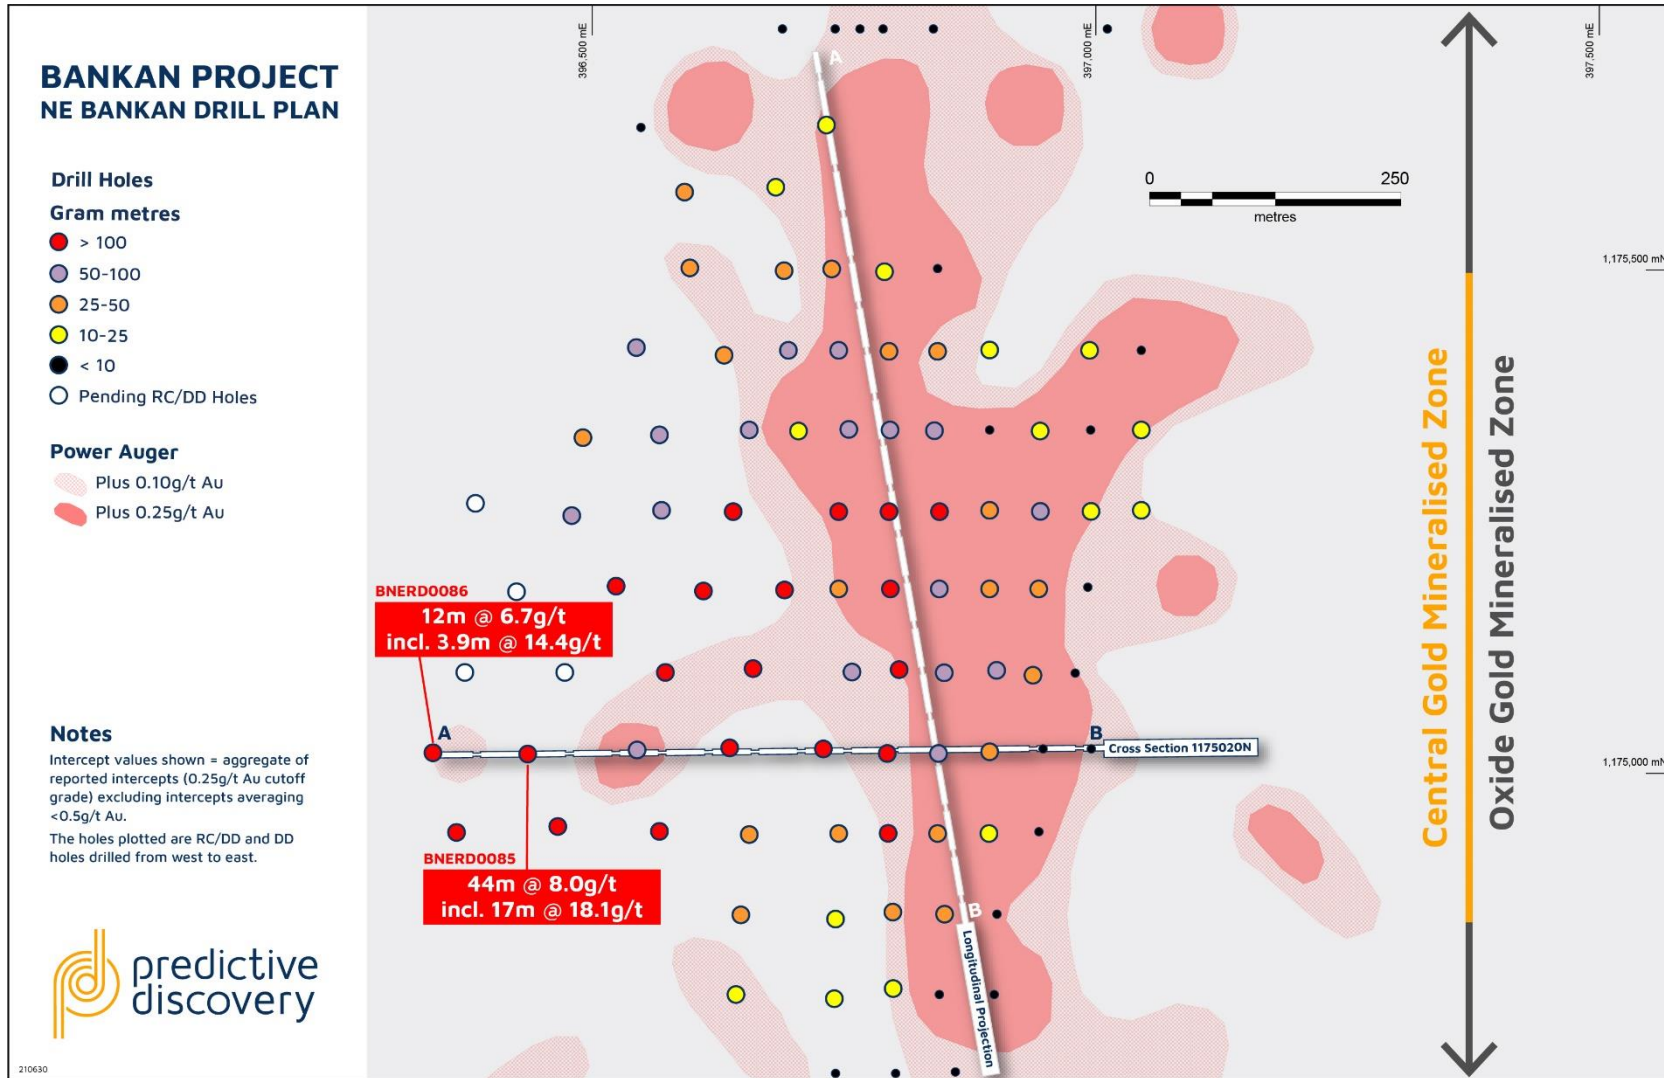 BANKAN PROJECT
NE BANKAN DRILL PLAN
Drill Holes
Gram metres
> 100
50-100
25-50
10-25
< 10
Pending RC/DD Holes
Power Auger
Plus 0.10g/t Au
Plus 0.25g/t Au
Notes
Intercept values shown = aggregate of
reported intercepts (0.25g/t Au cutoff
grade) excluding intercepts averaging
<0.5g/t Au.
The holes plotted are RC/DD and DD
holes drilled from west to east.
predictive
discovery
210630
396,500 mE
397,000 mE
397,500 mE
A
0 250
metres
1,175,500 mN
BNERD0086
12m @ 6.7g/t
incl. 3.9m @ 14.4g/t
A
B
Cross Section 1175020N
1,175,000 mN
BNERD0085
44m @ 8.0g/t
incl. 17m @ 18.1g/t
B
Longitudinal Projection
Central Gold Mineralised Zone
Oxide Gold Mineralised Zone